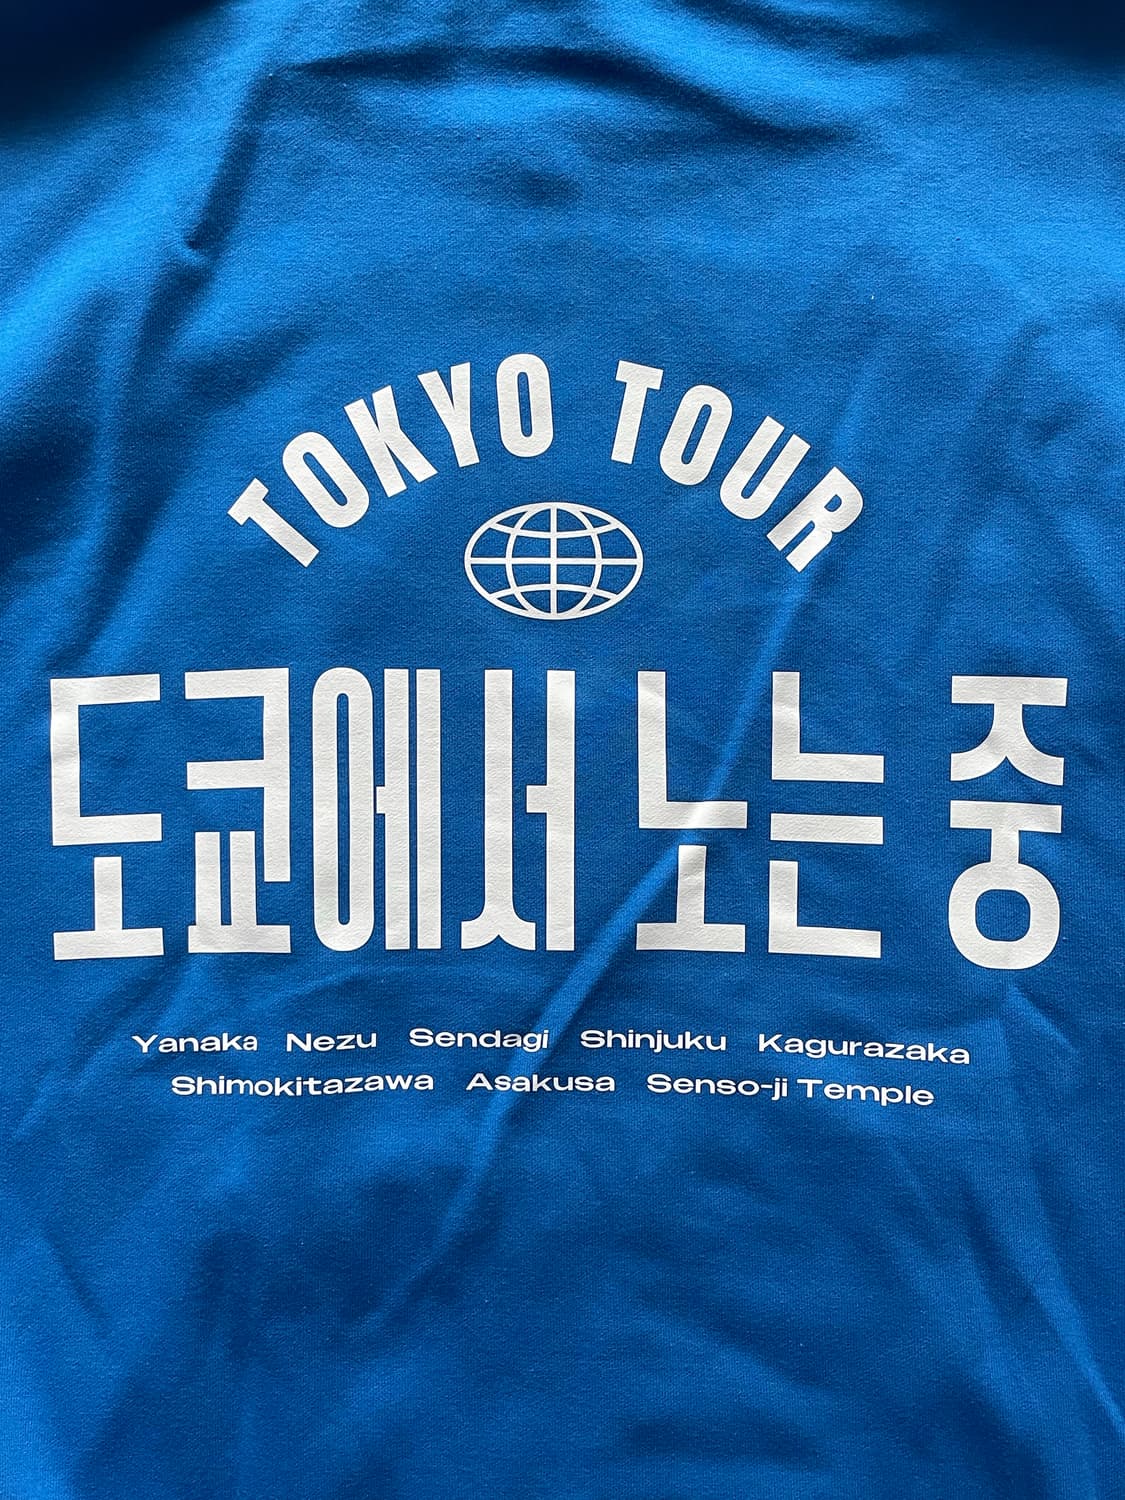 TOKYO TOUR
도쿄에서 노는 중
Yanaka Nezu Sendagi Shinjuku Kagurazaka
Shimokitazawa Asakusa Senso-ji Temple